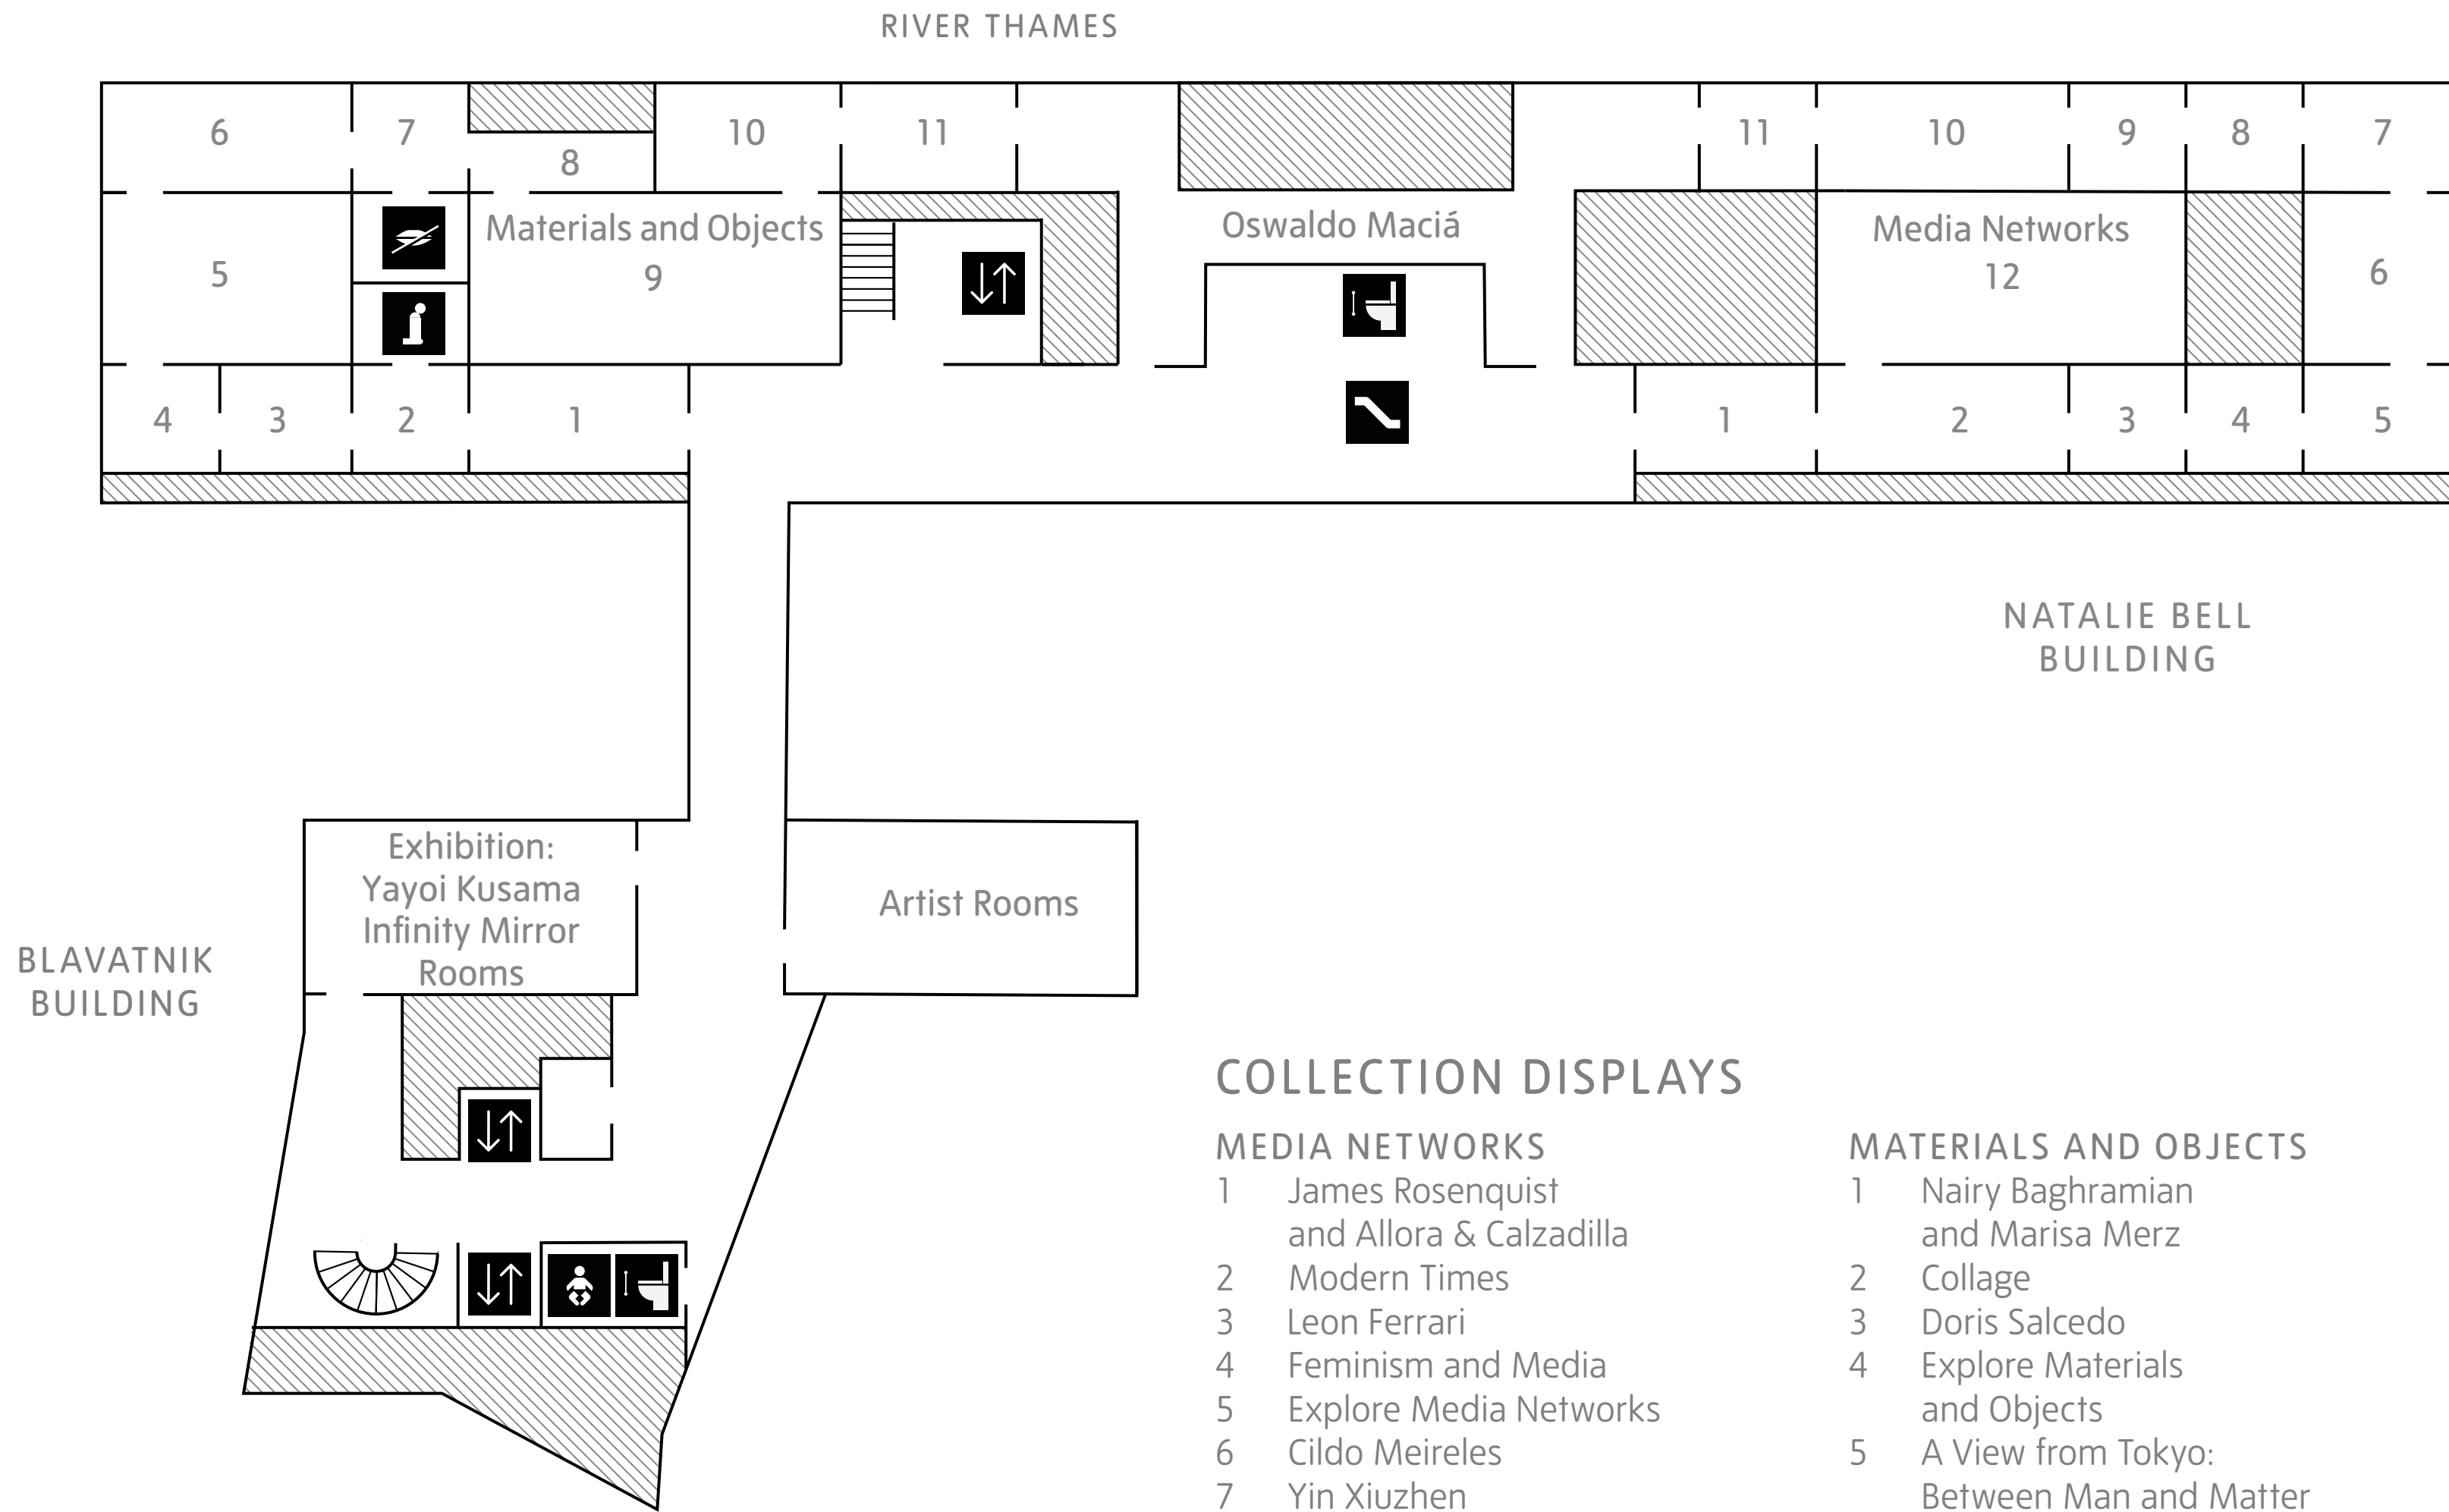 RIVER THAMES
6
7
8
10
11
11
10
9
8
7
Materials and Objects
9
5
Oswaldo Maciá
Media Networks
12
6
4
3
2
1
1
2
3
4
5
NATALIE BELL
BUILDING
Exhibition:
Yayoi Kusama
Infinity Mirror
Rooms
Artist Rooms
BLAVATNIK
BUILDING
COLLECTION DISPLAYS
MEDIA NETWORKS
1 James Rosenquist
and Allora & Calzadilla
2 Modern Times
3 Leon Ferrari
4 Feminism and Media
5 Explore Media Networks
6 Cildo Meireles
7 Yin Xiuzhen
MATERIALS AND OBJECTS
1 Nairy Baghramian
and Marisa Merz
2 Collage
3 Doris Salcedo
4 Explore Materials
and Objects
5 A View from Tokyo:
Between Man and Matter